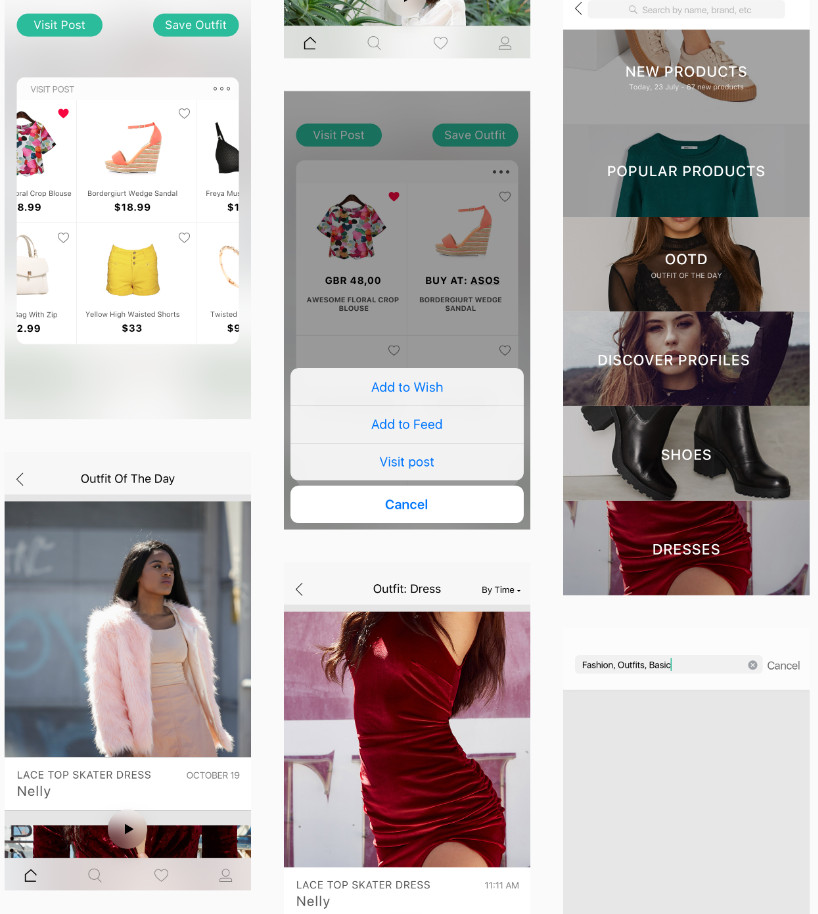 Visit Post
Save Outfit
VISIT POST
oral Crop Blouse
8.99
Bordergiurt Wedge Sandal
$18.99
Freya Mus
$1
Bag With Zip
2.99
Yellow High Waisted Shorts
$33
Twisted
$9
Outfit Of The Day
LACE TOP SKATER DRESS
OCTOBER 19
Nelly
Visit Post
Save Outfit
GBR 48,00
AWESOME FLORAL CROP
BLOUSE
BUY AT: ASOS
BORDERGIURT WEDGE
SANDAL
Add to Wish
Add to Feed
Visit post
Cancel
Outfit: Dress
By Time
LACE TOP SKATER DRESS
11:11 AM
Nelly
Search by name, brand, etc
NEW PRODUCTS
Today, 23 July - 67 new products
POPULAR PRODUCTS
OOTD
OUTFIT OF THE DAY
DISCOVER PROFILES
SHOES
DRESSES
Fashion, Outfits, Basic
Cancel